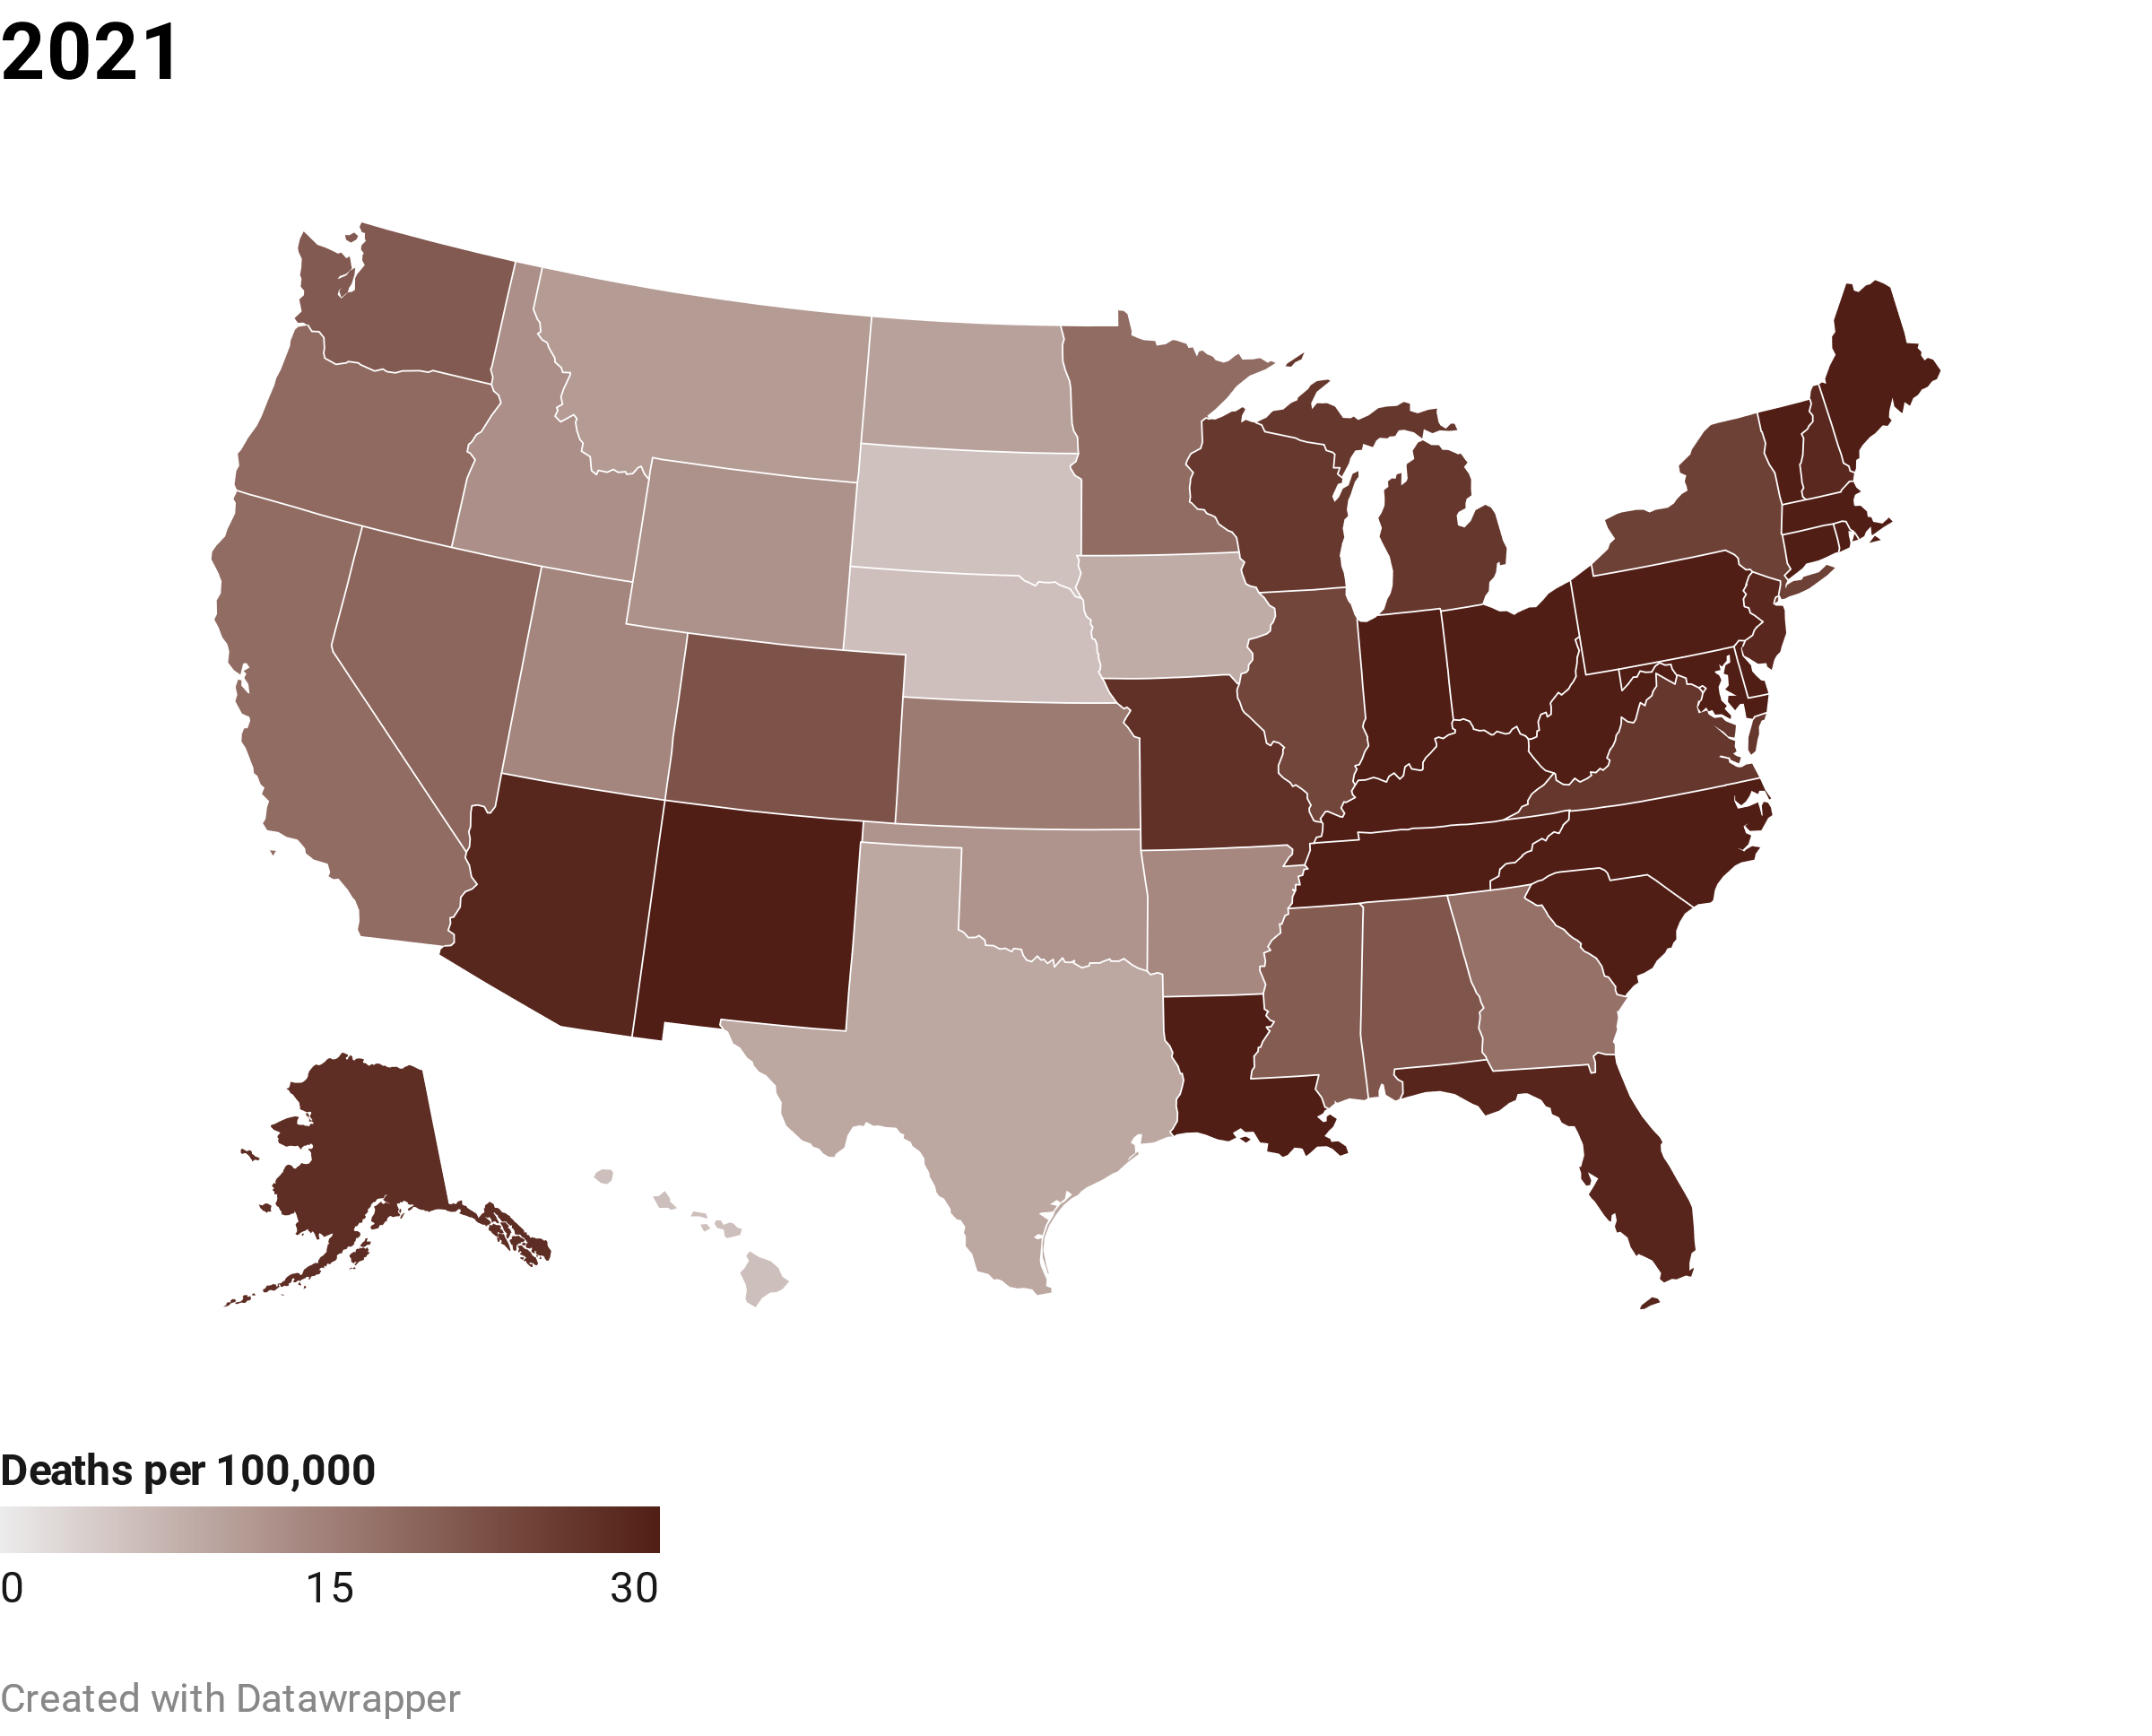 2021
Deaths per 100,000
0 15 30
Created with Datawrapper